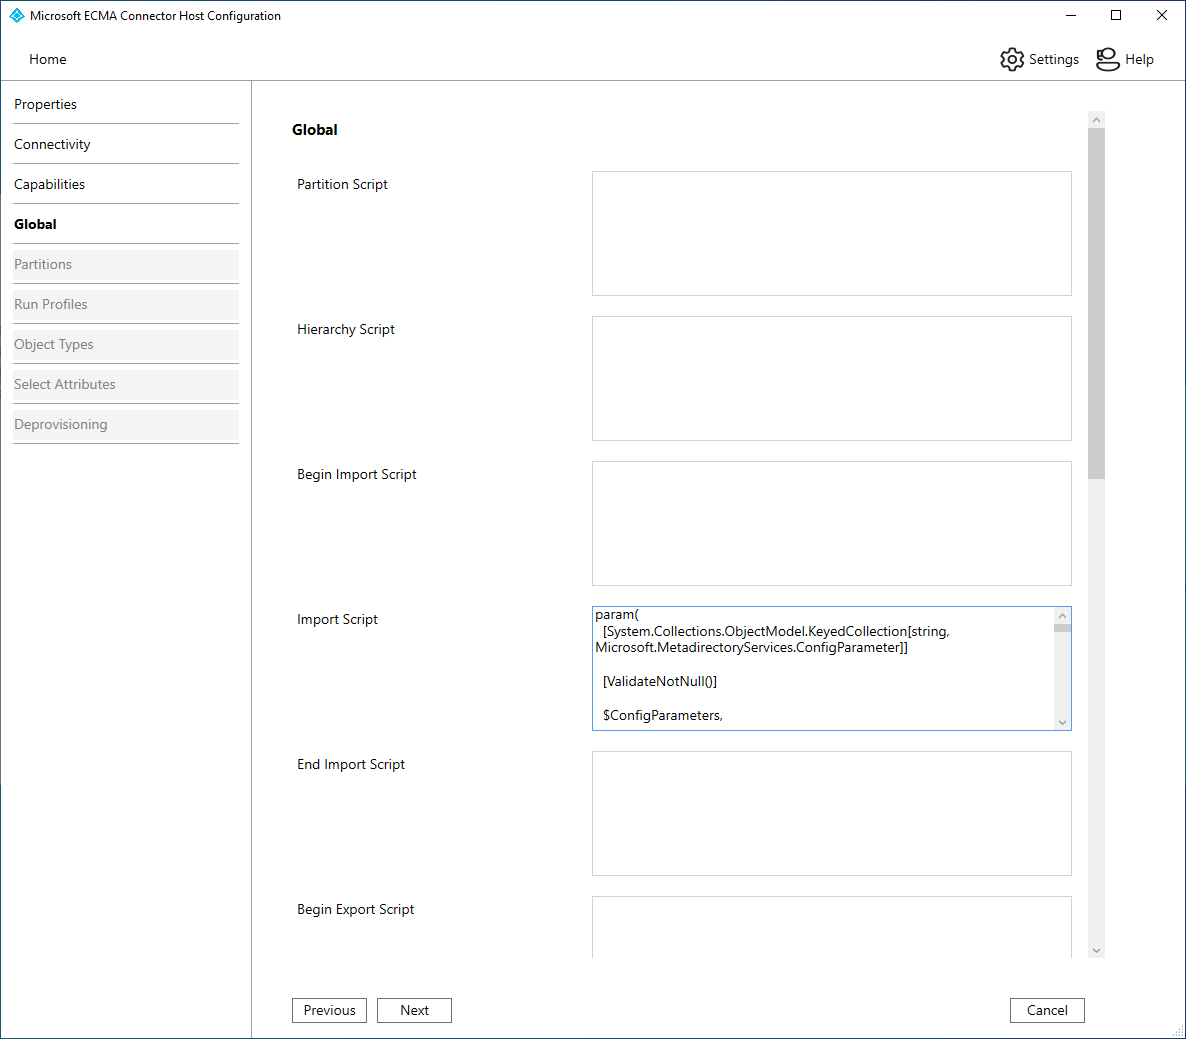 Microsoft ECMA Connector Host Configuration
Home
Settings
Help
Properties
Connectivity
Capabilities
Global
Partitions
Run Profiles
Object Types
Select Attributes
Deprovisioning
Global
Partition Script
Hierarchy Script
Begin Import Script
Import Script
param(
[System.Collections.ObjectModel.KeyedCollection[string,
Microsoft.MetadirectoryServices.ConfigParameter]]
[ValidateNotNull()]
$ConfigParameters,
End Import Script
Begin Export Script
Previous
Next
Cancel